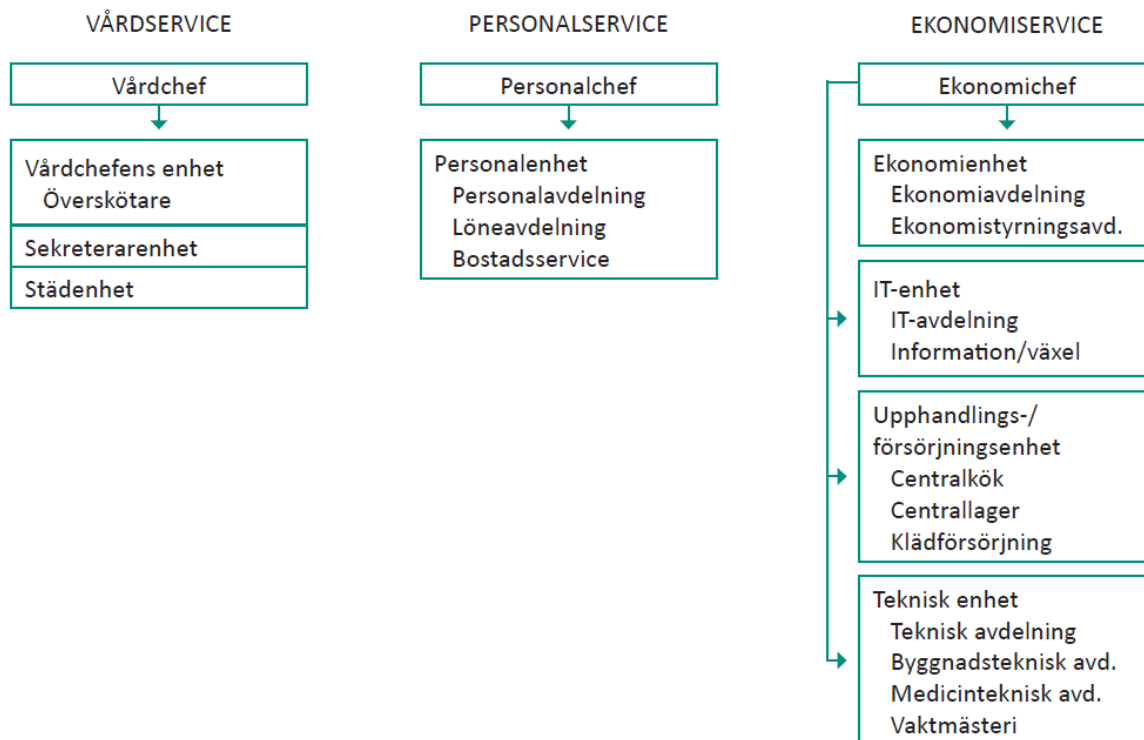 VÅRDSERVICE
Vårdchef
Vårdchefens enhet
Överskötare
Sekreterarenhet
Städenhet
PERSONALSERVICE
Personalchef
Personalenhet
Personalavdelning
Löneavdelning
Bostadsservice
EKONOMISERVICE
Ekonomichef
Ekonomienhet
Ekonomiavdelning
Ekonomistyrningsavd.
IT-enhet
IT-avdelning
Information/växel
Upphandlings-/
försörjningsenhet
Centralkök
Centrallager
Klädförsörjning
Teknisk enhet
Teknisk avdelning
Byggnadsteknisk avd.
Medicinteknisk avd.
Vaktmästeri